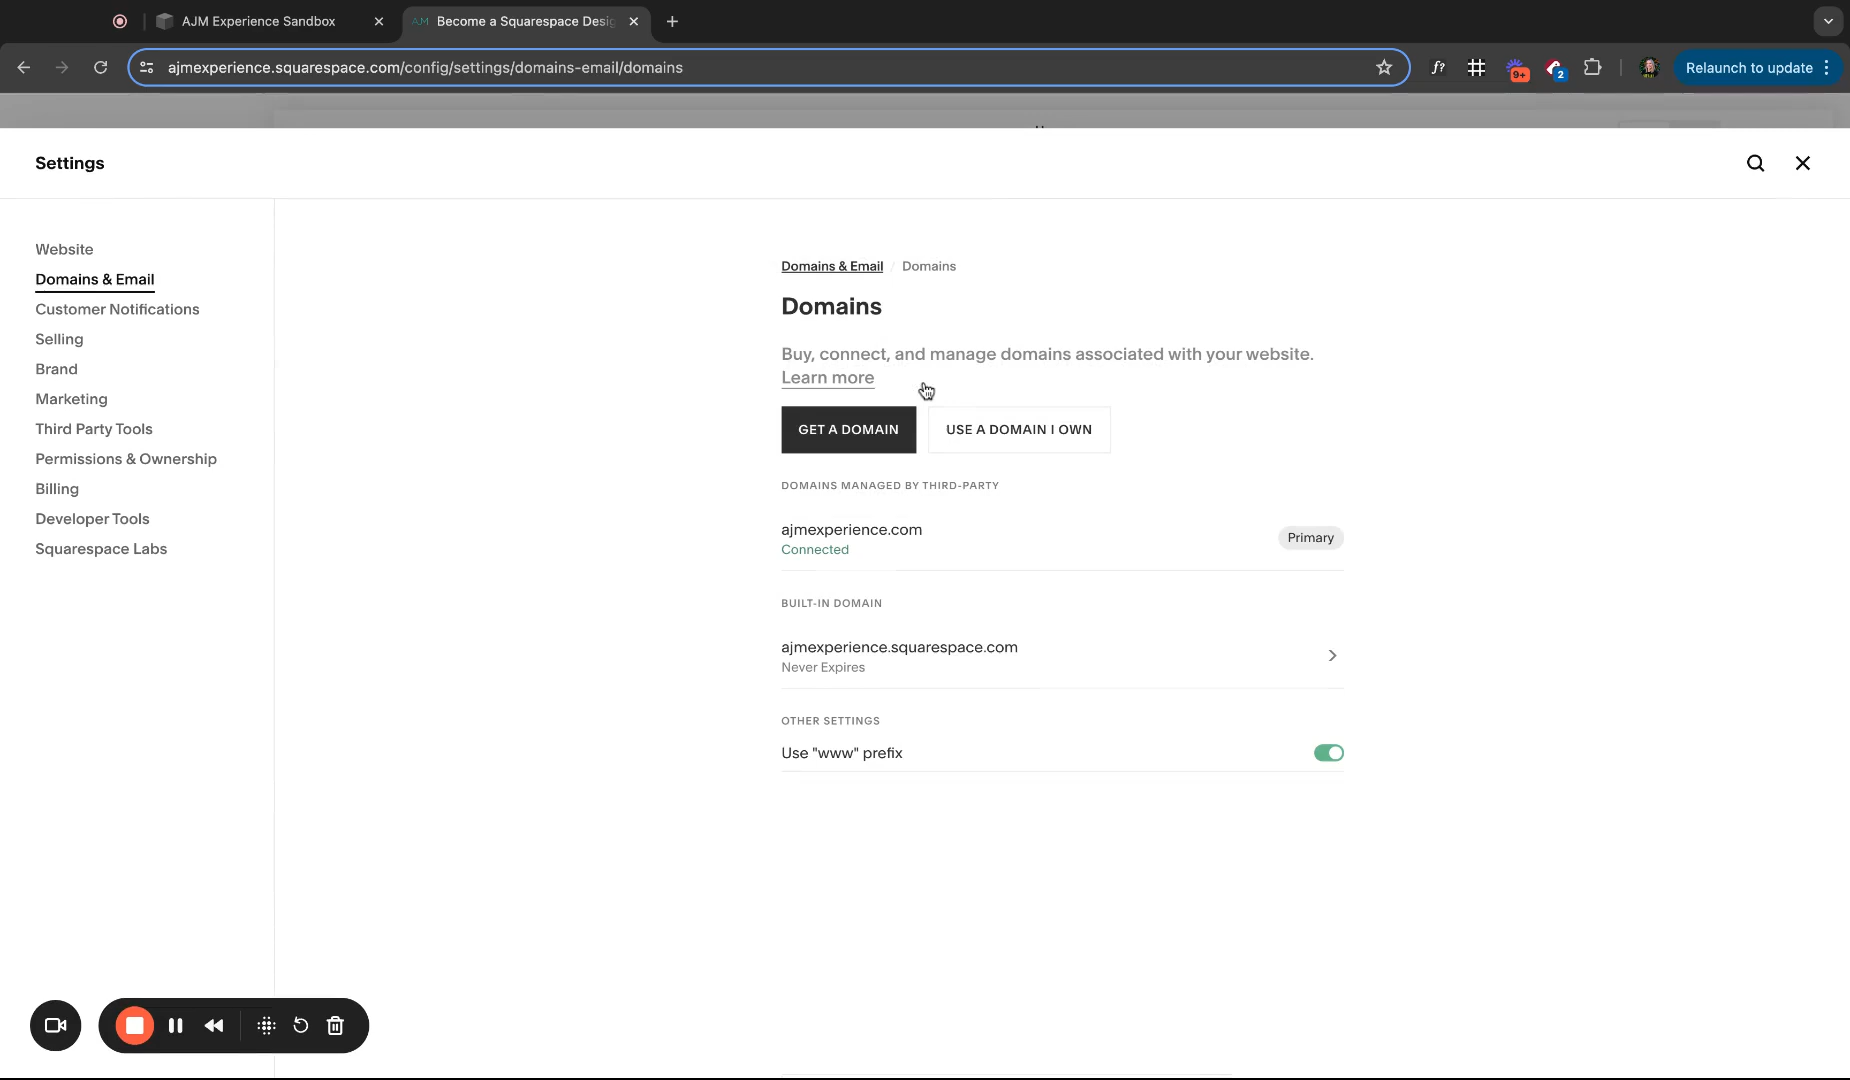 AJM Experience Sandbox
AJM Become a Squarespace Desig
ajmexperience.squarespace.com/config/settings/domains-email/domains
f?
9+
2
Relaunch to update
Settings
Website
Domains & Email
Customer Notifications
Selling
Brand
Marketing
Third Party Tools
Permissions & Ownership
Billing
Developer Tools
Squarespace Labs
Domains & Email / Domains
Domains
Buy, connect, and manage domains associated with your website.
Learn more
GET A DOMAIN
USE A DOMAIN I OWN
DOMAINS MANAGED BY THIRD-PARTY
ajmexperience.com
Connected
Primary
BUILT-IN DOMAIN
ajmexperience.squarespace.com
Never Expires
OTHER SETTINGS
Use "www" prefix